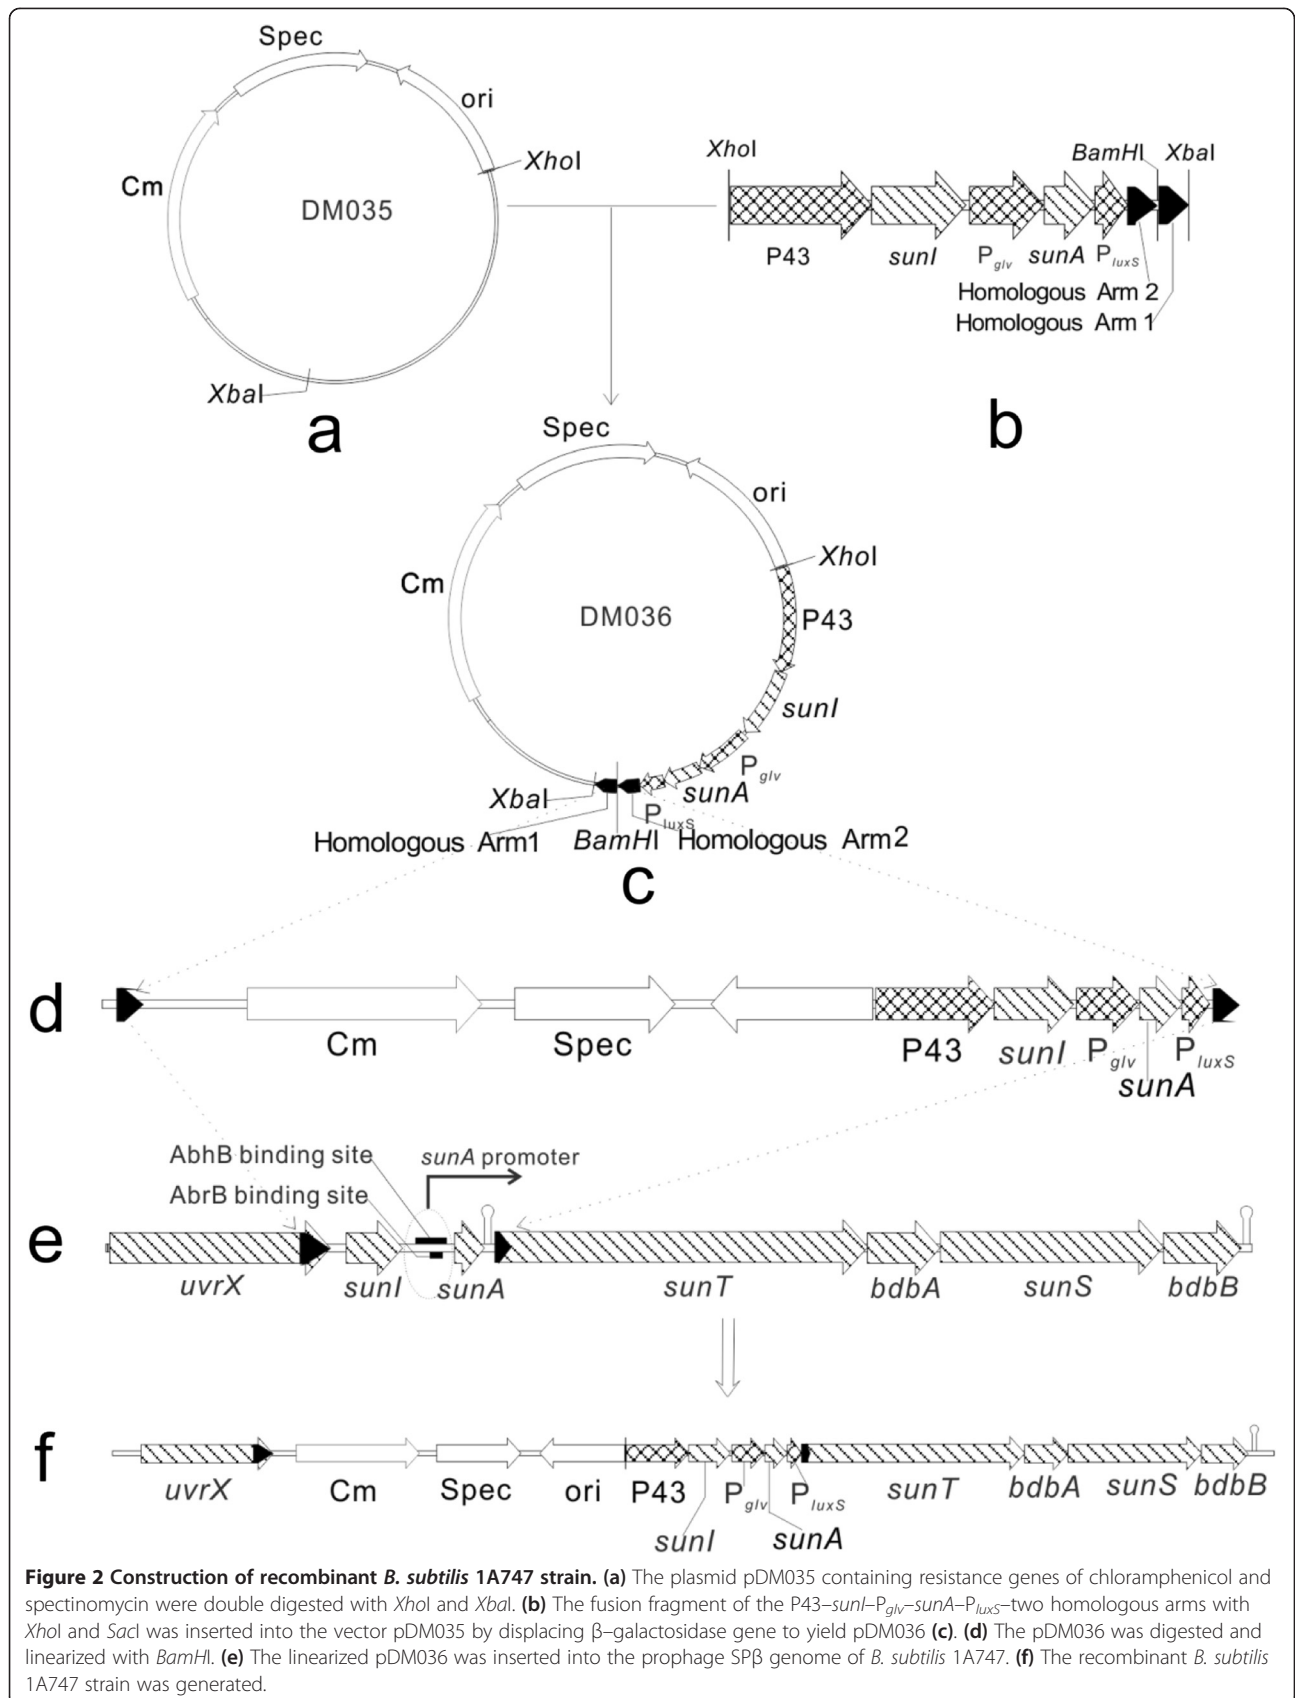 Spec
ori
XhoI
Cm
DM035
XbaI
a
XhoI
BamHI
XbaI
P43
sunI
Pglv
sunA
PluxS
Homologous Arm 2
Homologous Arm 1
b
Spec
ori
XhoI
Cm
DM036
P43
sunI
Pglv
sunA
PluxS
XbaI
Homologous Arm1
BamHI
Homologous Arm2
c
d
Cm
Spec
P43
sunI
Pglv
PluxS
sunA
AbhB binding site
sunA promoter
AbrB binding site
e
uvrX
sunI
sunA
sunT
bdbA
sunS
bdbB
f
uvrX
Cm
Spec
ori
P43
Pglv
PluxS
sunT
bdbA
sunS
bdbB
sunI
sunA
Figure 2 Construction of recombinant B. subtilis 1A747 strain. (a) The plasmid pDM035 containing resistance genes of chloramphenicol and
spectinomycin were double digested with XhoI and XbaI. (b) The fusion fragment of the P43–sunI–Pglv–sunA–PluxS–two homologous arms with
XhoI and SacI was inserted into the vector pDM035 by displacing β–galactosidase gene to yield pDM036 (c). (d) The pDM036 was digested and
linearized with BamHI. (e) The linearized pDM036 was inserted into the prophage SPβ genome of B. subtilis 1A747. (f) The recombinant B. subtilis
1A747 strain was generated.